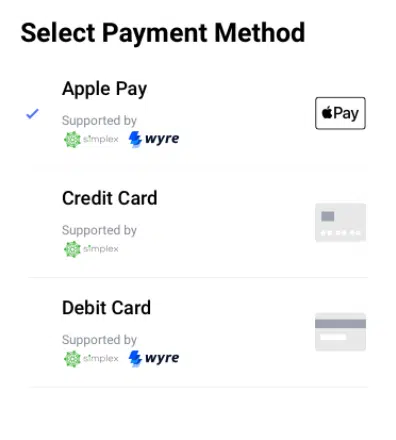 Select Payment Method
Apple Pay
Supported by
simplex wyre
Pay
Credit Card
Supported by
simplex
Debit Card
Supported by
simplex wyre